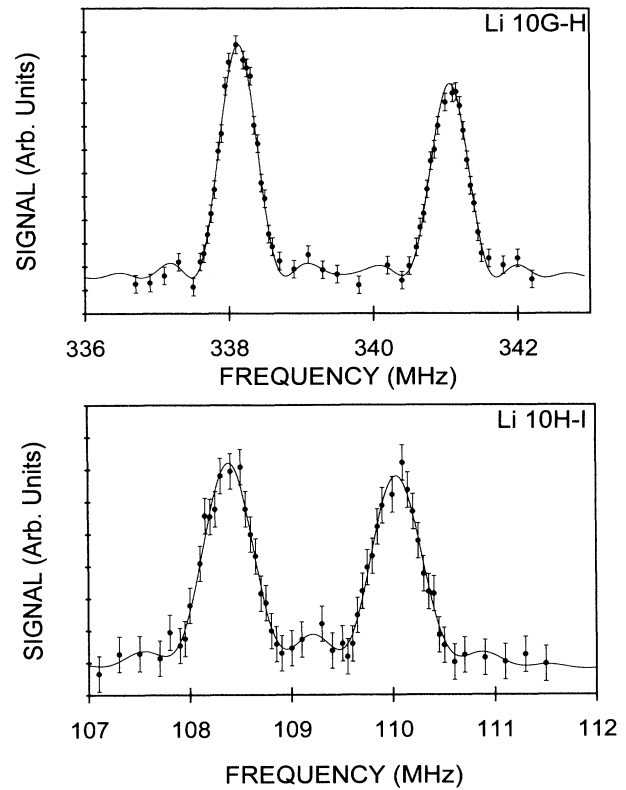 Li 10G-H
SIGNAL (Arb. Units)
336 338 340 342
FREQUENCY (MHz)
Li 10H-I
SIGNAL (Arb. Units)
107 108 109 110 111 112
FREQUENCY (MHz)